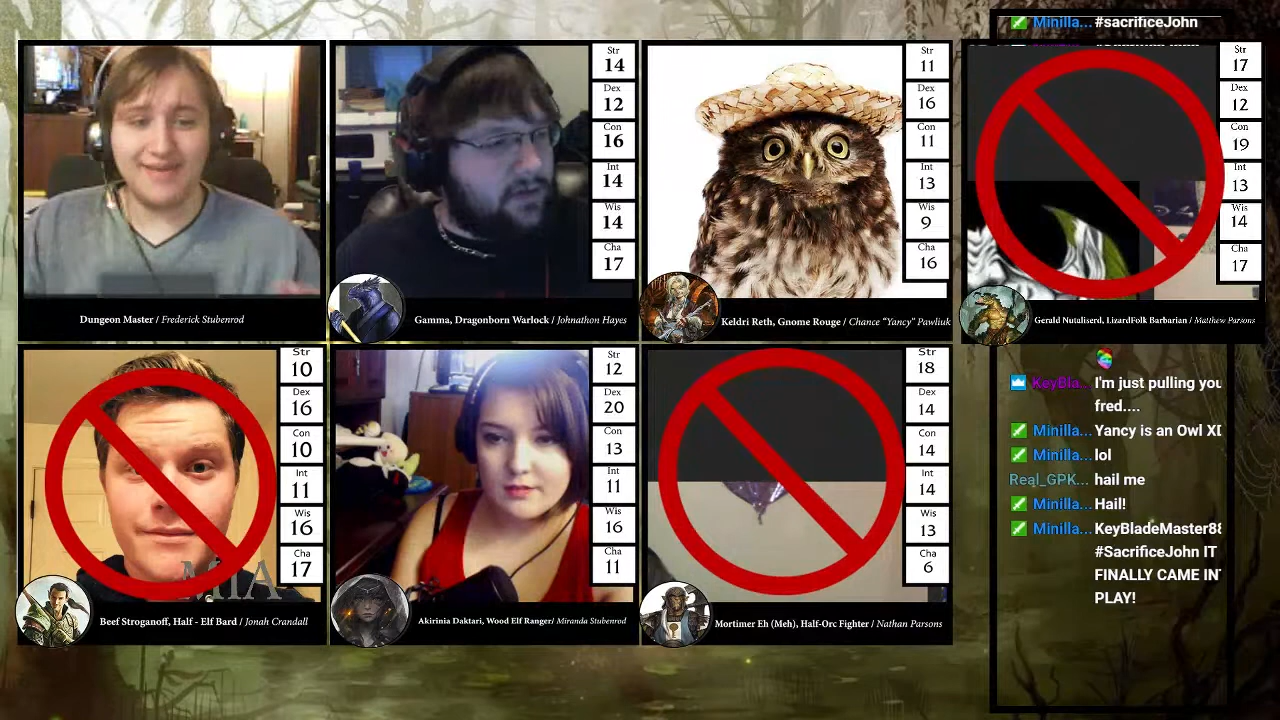 Minilla... #sacrificeJohn
Str
14
Dex
12
Con
16
Int
14
Wis
14
Cha
17
Str
11
Dex
16
Con
11
Int
13
Wis
9
Cha
16
Str
17
Dex
12
Con
19
Int
13
Wis
14
Cha
17
Dungeon Master / Frederick Stubenrod
Gamma, Dragonborn Warlock / Johnathon Hayes
Keldri Reth, Gnome Rouge / Chance "Yancy" Pawliuk
Gerald Nutaliserd, LizardFolk Barbarian / Matthew Parsons
Str
10
Dex
16
Con
10
Int
11
Wis
16
Cha
17
MIA
Str
12
Dex
20
Con
13
Int
11
Wis
16
Cha
11
Str
18
Dex
14
Con
14
Int
14
Wis
13
Cha
6
Beef Stroganoff, Half - Elf Bard / Jonah Crandall
Akirinia Daktari, Wood Elf Ranger/ Miranda Stubenrod
Mortimer Eh (Meh), Half-Orc Fighter / Nathan Parsons
KeyBla... I'm just pulling you
fred....
Minilla... Yancy is an Owl XD
Minilla... lol
Real_GPK... hail me
Minilla... Hail!
Minilla... KeyBladeMaster88
#SacrificeJohn IT
FINALLY CAME INT
PLAY!